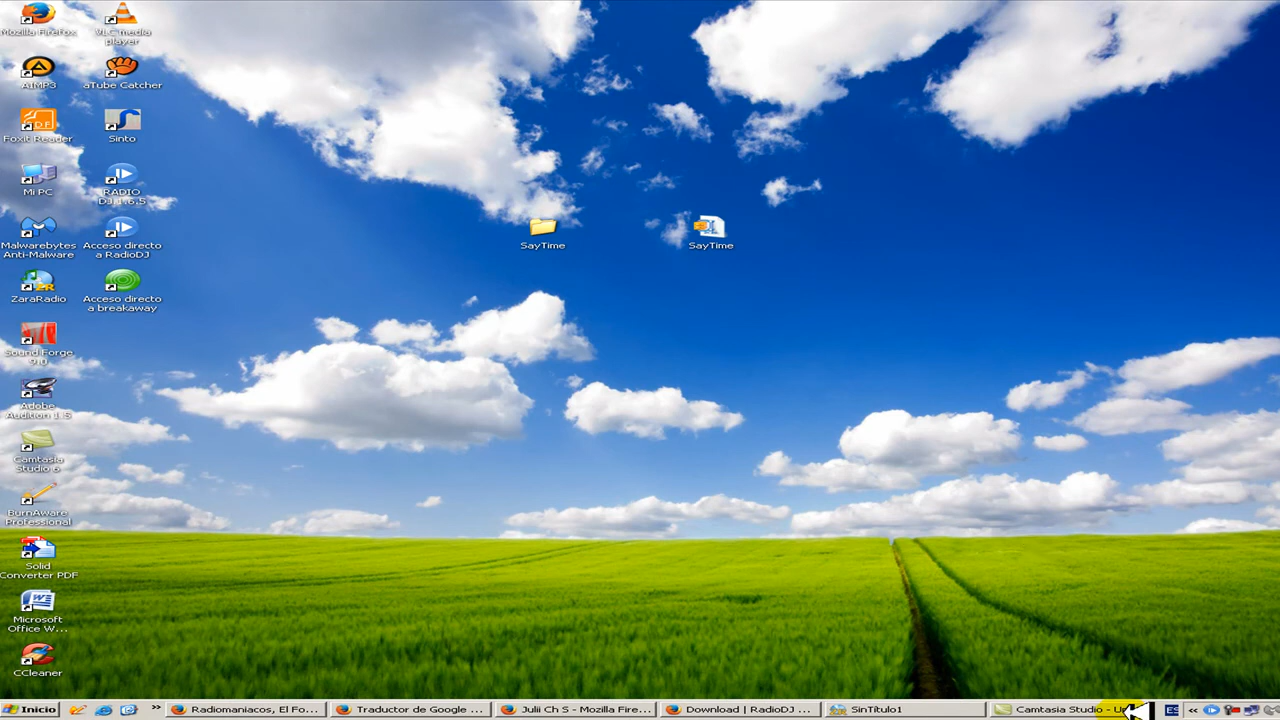 Mozilla Firefox
VLC media
player
AIMP3
aTube Catcher
Foxit Reader
Sinto
Mi PC
RADIO
DJ 1.6.5
Malwarebytes
Anti-Malware
Acceso directo
a RadioDJ
ZaraRadio
Acceso directo
a breakaway
SayTime
SayTime
Sound Forge
9.0
Adobe
Audition 1.5
Camtasia
Studio 6
BurnAware
Professional
Solid
Converter PDF
Microsoft
Office W...
CCleaner
Inicio
Radiomaniacos, El Fo...
Traductor de Google ...
Julii Ch S - Mozilla Fire...
Download | RadioDJ ...
SinTítulo1
Camtasia Studio -
ES